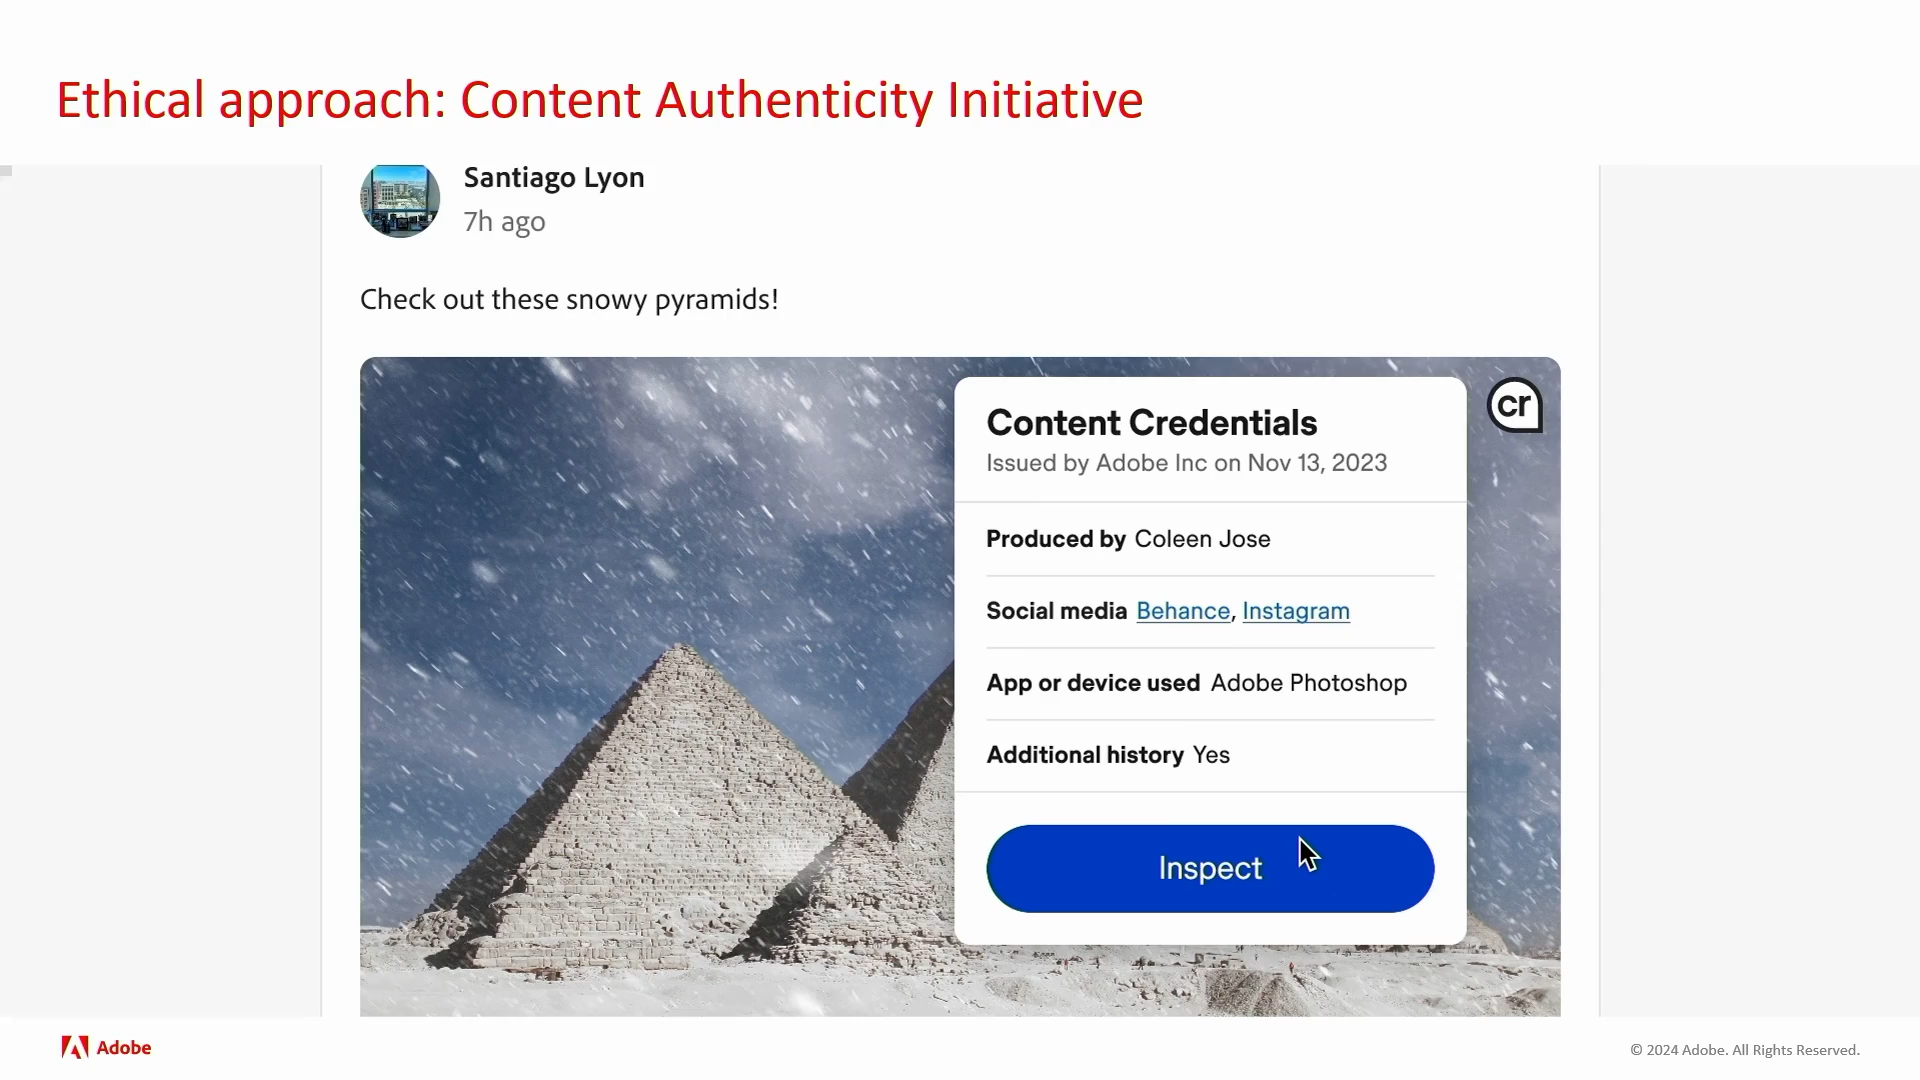 Ethical approach: Content Authenticity Initiative
Santiago Lyon
7h ago
Check out these snowy pyramids!
cr
Content Credentials
Issued by Adobe Inc on Nov 13, 2023
Produced by Coleen Jose
Social media Behance, Instagram
App or device used Adobe Photoshop
Additional history Yes
Inspect
Adobe
© 2024 Adobe. All Rights Reserved.